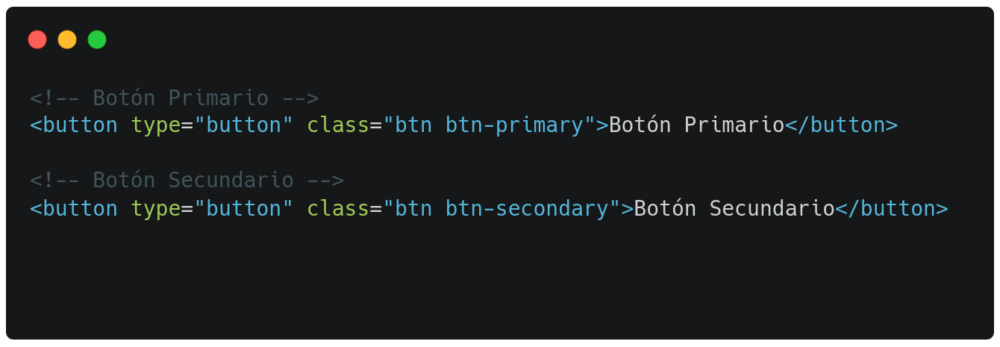 <!-- Botón Primario -->
<button type="button" class="btn btn-primary">Botón Primario</button>
<!-- Botón Secundario -->
<button type="button" class="btn btn-secondary">Botón Secundario</button>